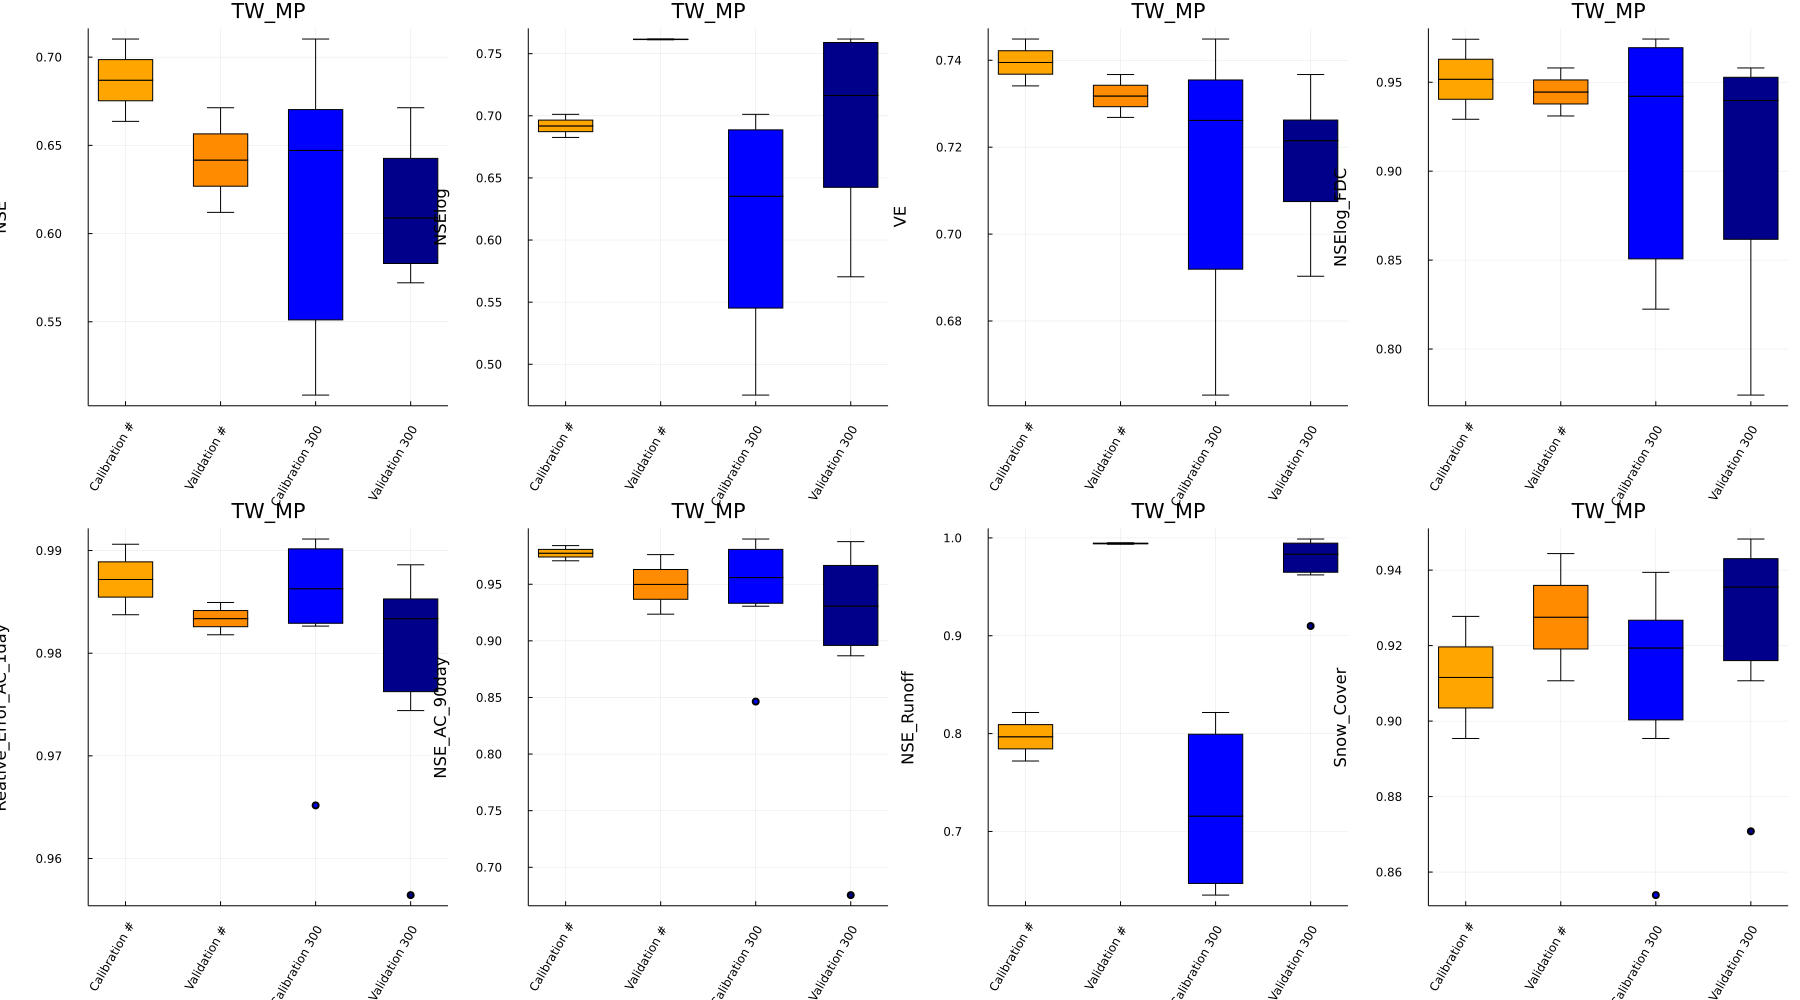 TW_MP
TW_MP
TW_MP
TW_MP
NSE
0.70
0.65
0.60
0.55
Calibration #
Validation #
Calibration 300
Validation 300
NSElog
0.75
0.70
0.65
0.60
0.55
0.50
Calibration #
Validation #
Calibration 300
Validation 300
VE
0.74
0.72
0.70
0.68
Calibration #
Validation #
Calibration 300
Validation 300
NSElog_FDC
0.95
0.90
0.85
0.80
Calibration #
Validation #
Calibration 300
Validation 300
TW_MP
TW_MP
TW_MP
TW_MP
Reative_Error_AC_1day
0.99
0.98
0.97
0.96
Calibration #
Validation #
Calibration 300
Validation 300
NSE_AC_90day
0.95
0.90
0.85
0.80
0.75
0.70
Calibration #
Validation #
Calibration 300
Validation 300
NSE_Runoff
1.0
0.9
0.8
0.7
Calibration #
Validation #
Calibration 300
Validation 300
Snow_Cover
0.94
0.92
0.90
0.88
0.86
Calibration #
Validation #
Calibration 300
Validation 300